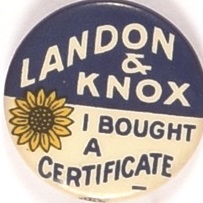 LANDON
&
KNOX
I BOUGHT
A
CERTIFICATE